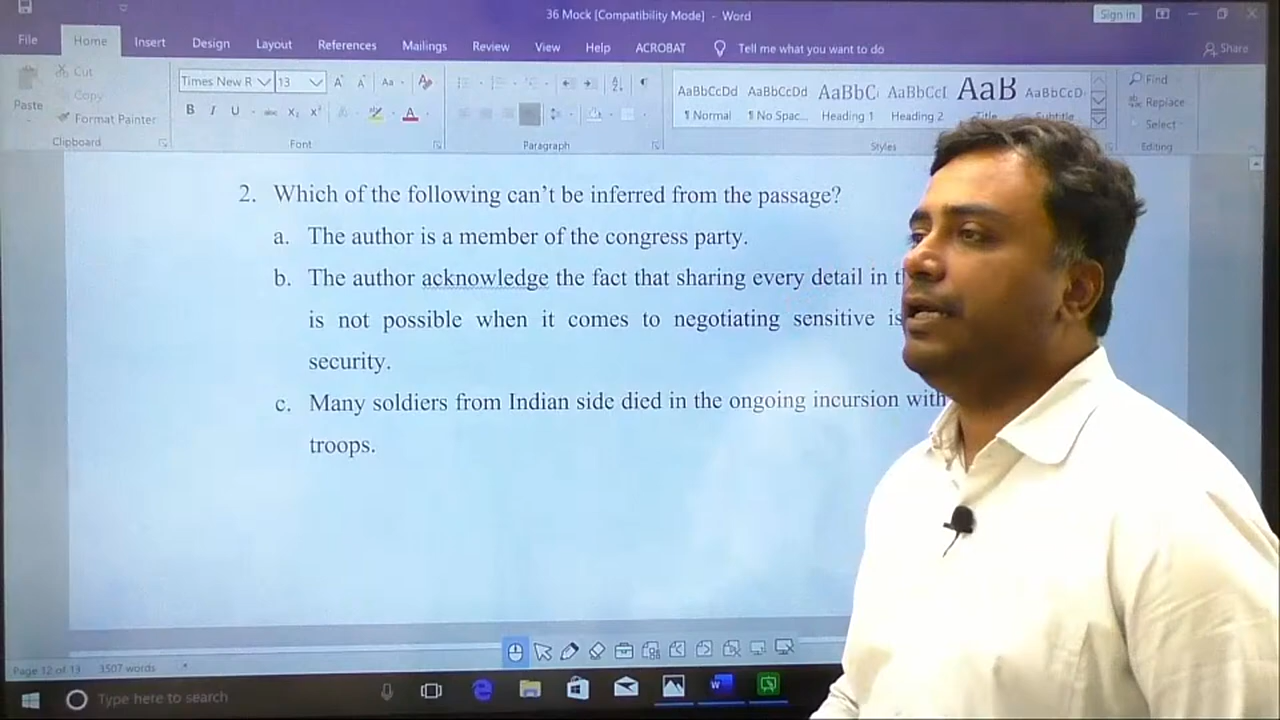 36 Mock [Compatibility Mode] - Word
Sign in
File Home Insert Design Layout References Mailings Review View Help ACROBAT Tell me what you want to do Share
Cut
Copy
Paste
Format Painter
Clipboard
Times New R 13
B I U abc X₂ X²
Font
Paragraph
AaBbCcDd AaBbCcDd AaBbC AaBbCcI AaB AaBbCcD
¶ Normal ¶ No Spac... Heading 1 Heading 2 Title Subtitle
Styles
Find
Replace
Select
Editing
2. Which of the following can't be inferred from the passage?
a. The author is a member of the congress party.
b. The author acknowledge the fact that sharing every detail in
is not possible when it comes to negotiating sensitive
security.
c. Many soldiers from Indian side died in the ongoing incursion with
troops.
Page 12 of 13 3507 words
Type here to search